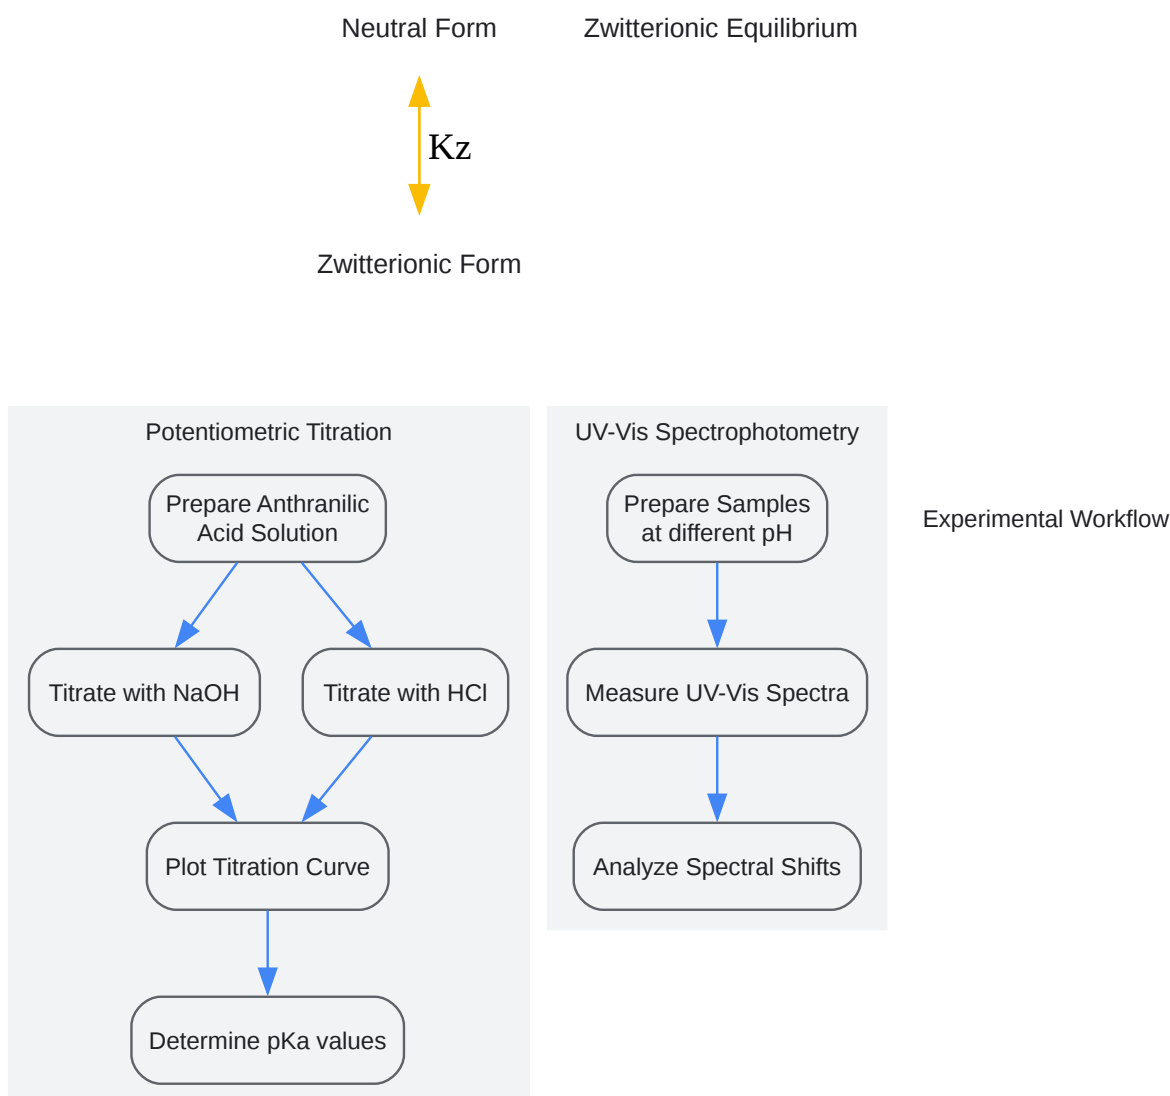 Neutral Form
Zwitterionic Equilibrium
Kz
Zwitterionic Form
Potentiometric Titration
Prepare Anthranilic
Acid Solution
Titrate with NaOH
Titrate with HCl
Plot Titration Curve
Determine pKa values
UV-Vis Spectrophotometry
Prepare Samples
at different pH
Measure UV-Vis Spectra
Analyze Spectral Shifts
Experimental Workflow